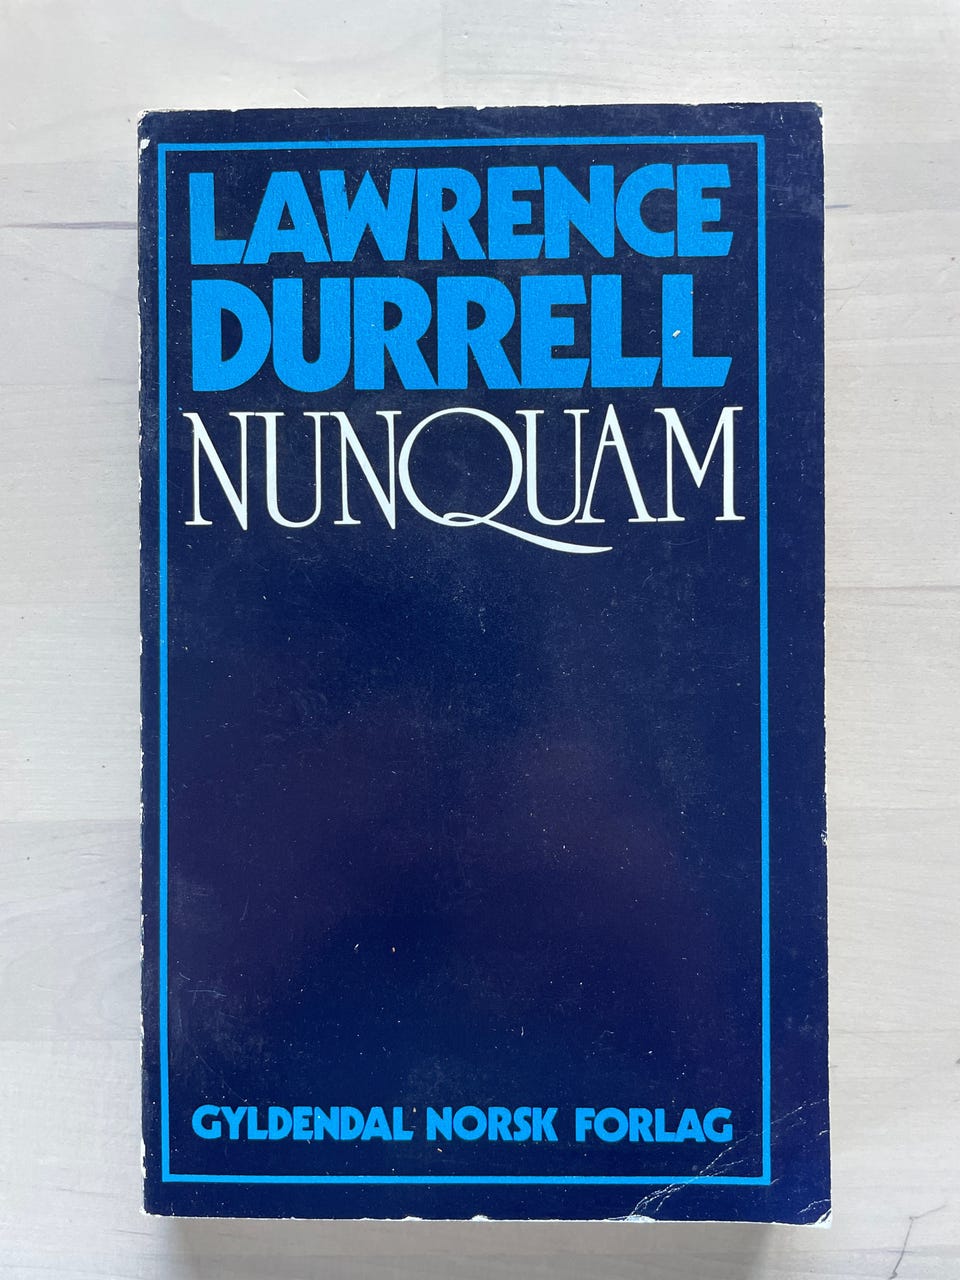 LAWRENCE
DURRELL
NUNQUAM
GYLDENDAL NORSK FORLAG